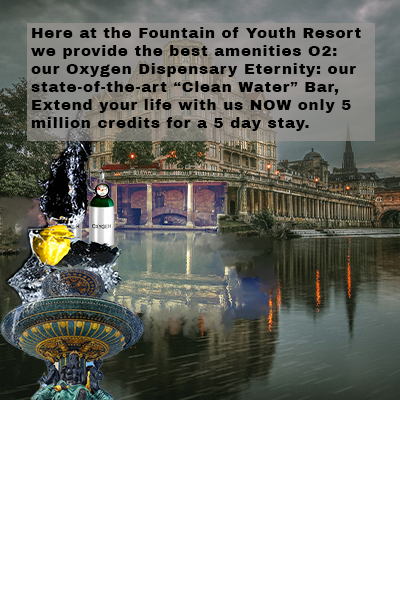 Here at the Fountain of Youth Resort
we provide the best amenities O2:
our Oxygen Dispensary Eternity: our
state-of-the-art “Clean Water” Bar,
Extend your life with us NOW only 5
million credits for a 5 day stay.
OXYGEN